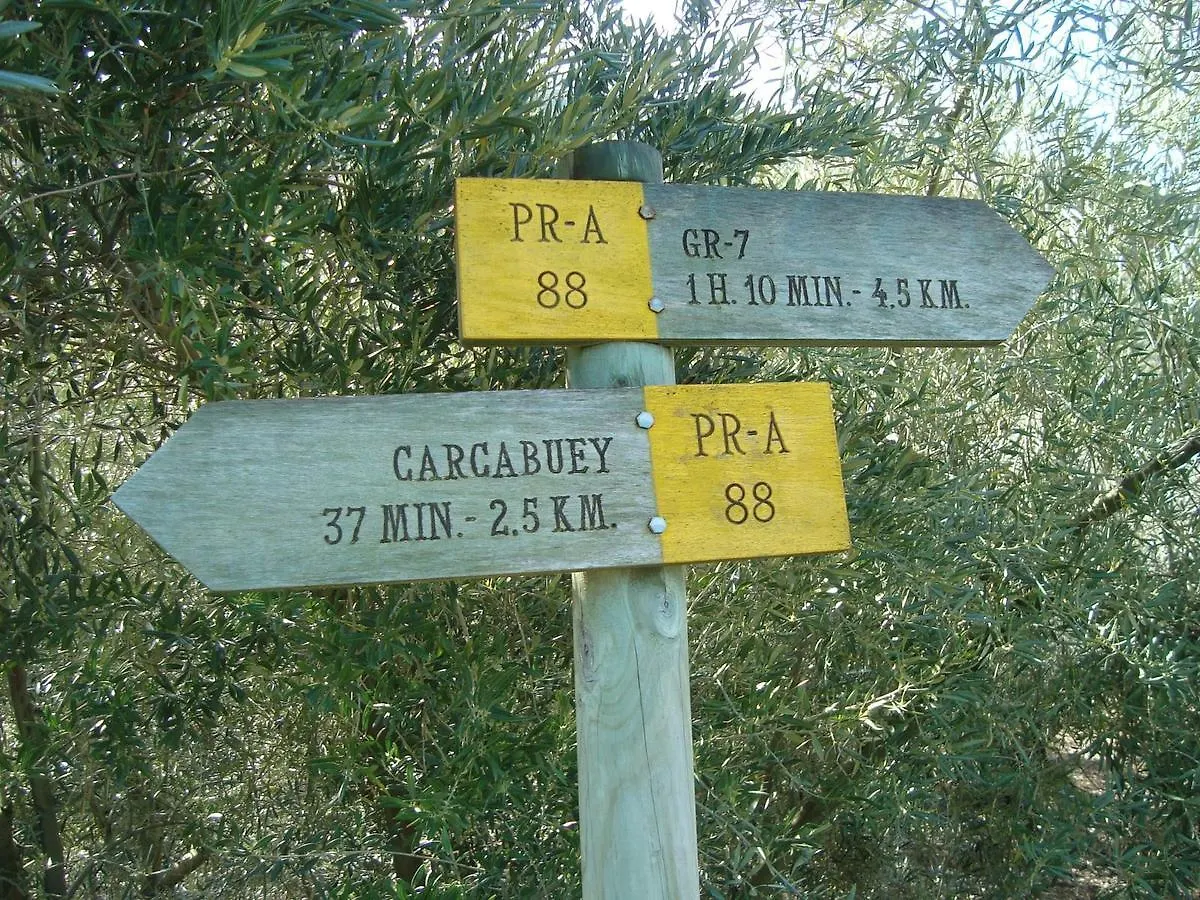 PR-A
88
GR-7
1 H. 10 MIN.- 4.5 KM.
CARCABUEY
37 MIN.- 2.5 KM.
PR-A
88